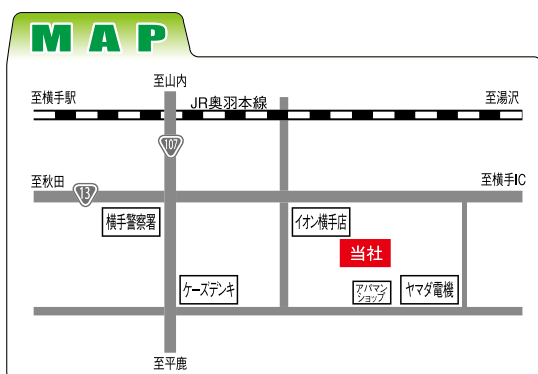 MAP
至山内
至横手駅
JR奥羽本線
至湯沢
107
至秋田
13
至横手IC
横手警察署
イオン横手店
当社
ケーズデンキ
アパマン
ショップ
ヤマダ電機
至平鹿